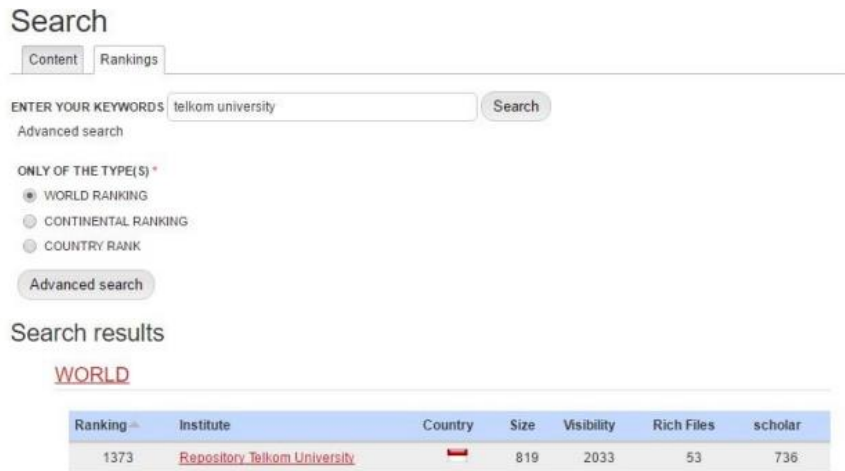 Search
Content Rankings
ENTER YOUR KEYWORDS telkom university Search
Advanced search
ONLY OF THE TYPE(S) *
WORLD RANKING
CONTINENTAL RANKING
COUNTRY RANK
Advanced search
Search results
WORLD
Ranking Institute Country Size Visibility Rich Files scholar
1373 Repository Telkom University 819 2033 53 736